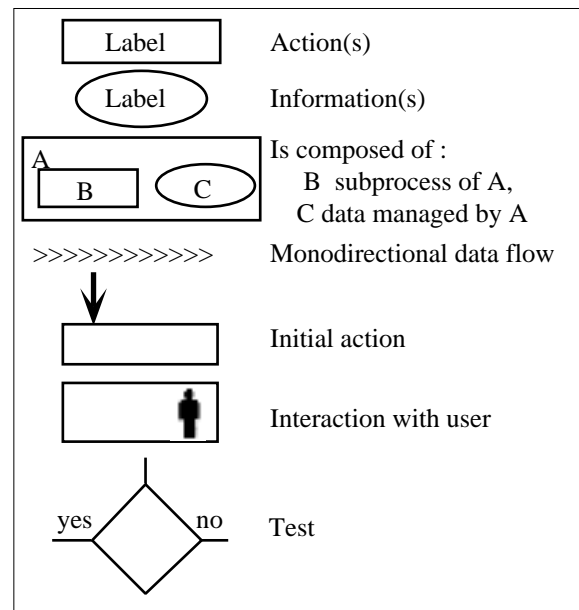 Label Action(s)
Label Information(s)
Is composed of :
A
B C B subprocess of A,
C data managed by A
>>>>>>>>>>>> Monodirectional data flow
Initial action
Interaction with user
yes no Test